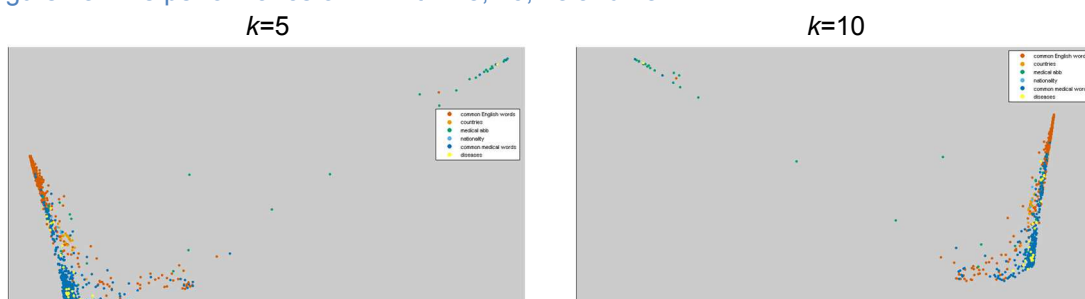 k=5
k=10
common English words
countries
medical abb
nationality
common medical words
diseases
common English words
countries
medical abb
nationality
common medical words
diseases